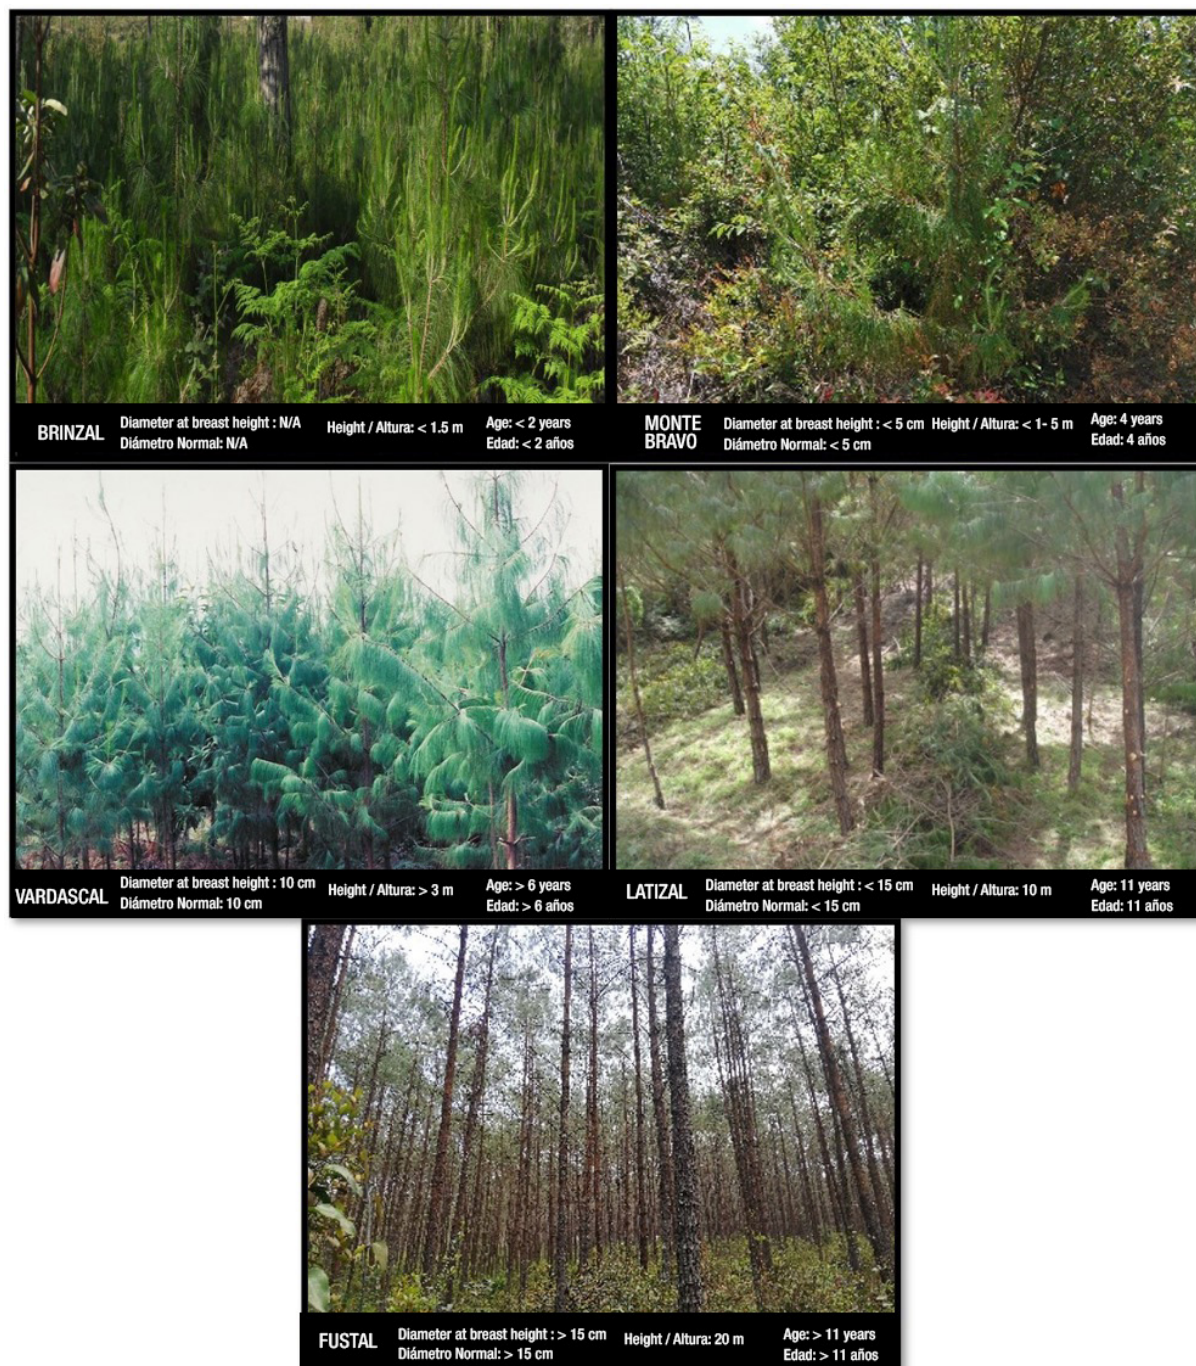 BRINZAL
Diameter at breast height : N/A
Diámetro Normal: N/A
Height / Altura: < 1.5 m
Age: < 2 years
Edad: < 2 años
MONTE
BRAVO
Diameter at breast height : < 5 cm
Diámetro Normal: < 5 cm
Height / Altura: < 1- 5 m
Age: 4 years
Edad: 4 años
VARDASCAL
Diameter at breast height : 10 cm
Diámetro Normal: 10 cm
Height / Altura: > 3 m
Age: > 6 years
Edad: > 6 años
LATIZAL
Diameter at breast height : < 15 cm
Diámetro Normal: < 15 cm
Height / Altura: 10 m
Age: 11 years
Edad: 11 años
FUSTAL
Diameter at breast height : > 15 cm
Diámetro Normal: > 15 cm
Height / Altura: 20 m
Age: > 11 years
Edad: > 11 años